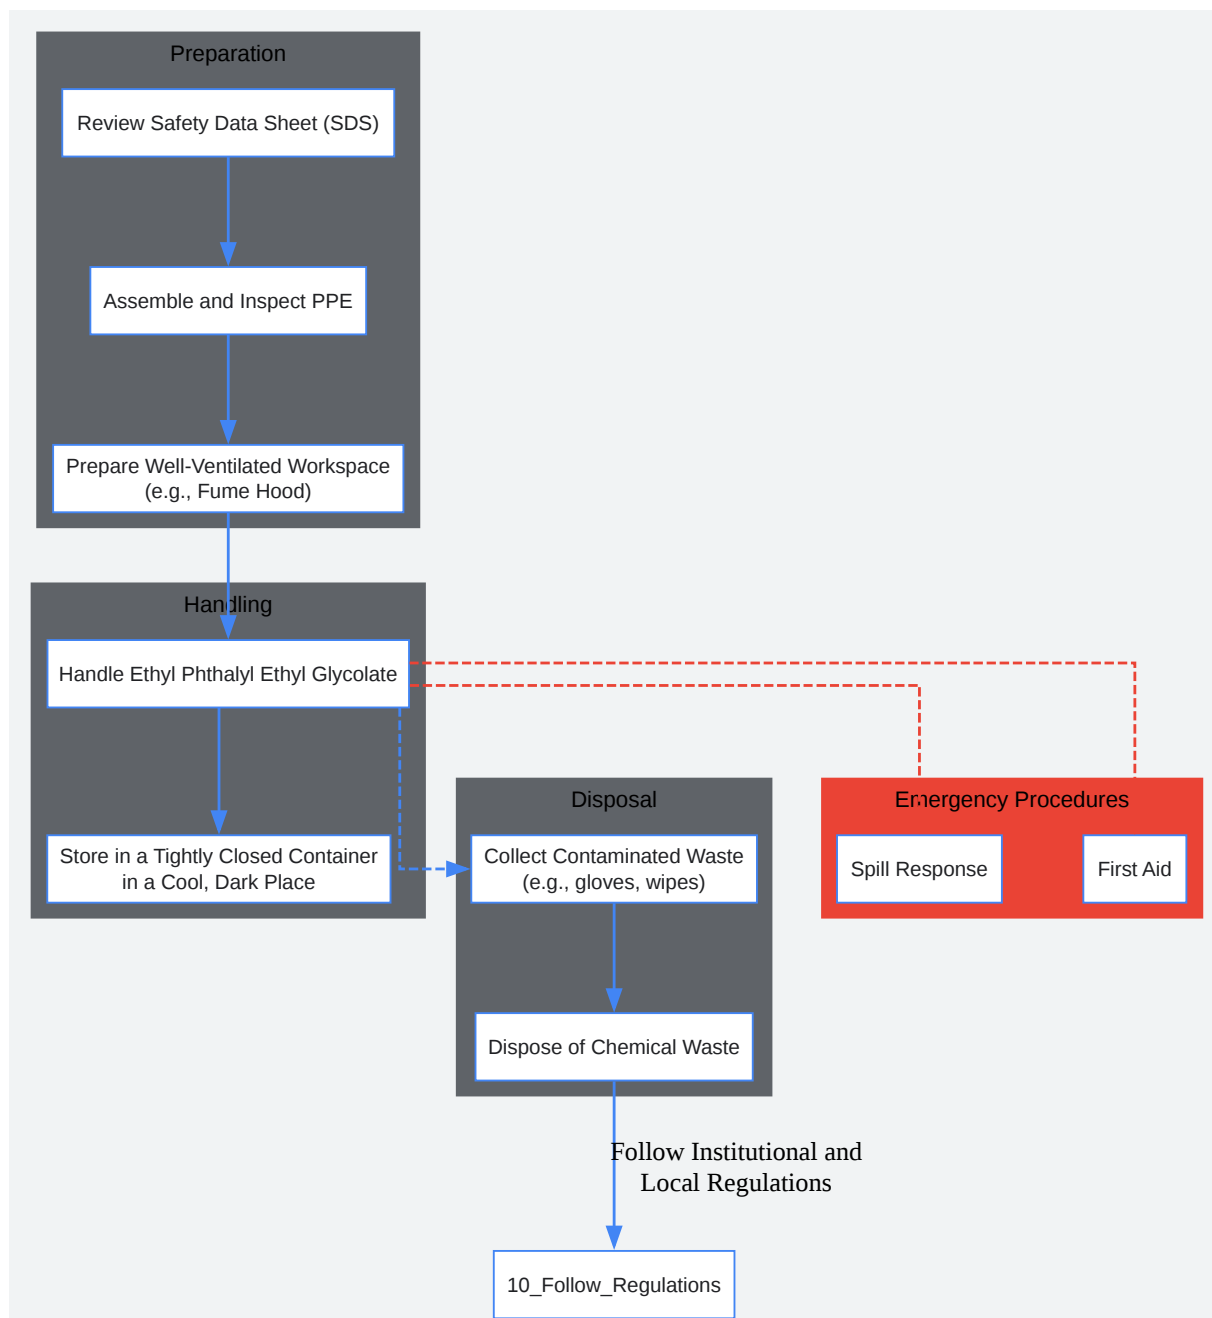 Preparation
Review Safety Data Sheet (SDS)
Assemble and Inspect PPE
Prepare Well-Ventilated Workspace
(e.g., Fume Hood)
Handling
Handle Ethyl Phthalyl Ethyl Glycolate
Store in a Tightly Closed Container
in a Cool, Dark Place
Disposal
Collect Contaminated Waste
(e.g., gloves, wipes)
Dispose of Chemical Waste
Emergency Procedures
Spill Response
First Aid
Follow Institutional and
Local Regulations
10_Follow_Regulations